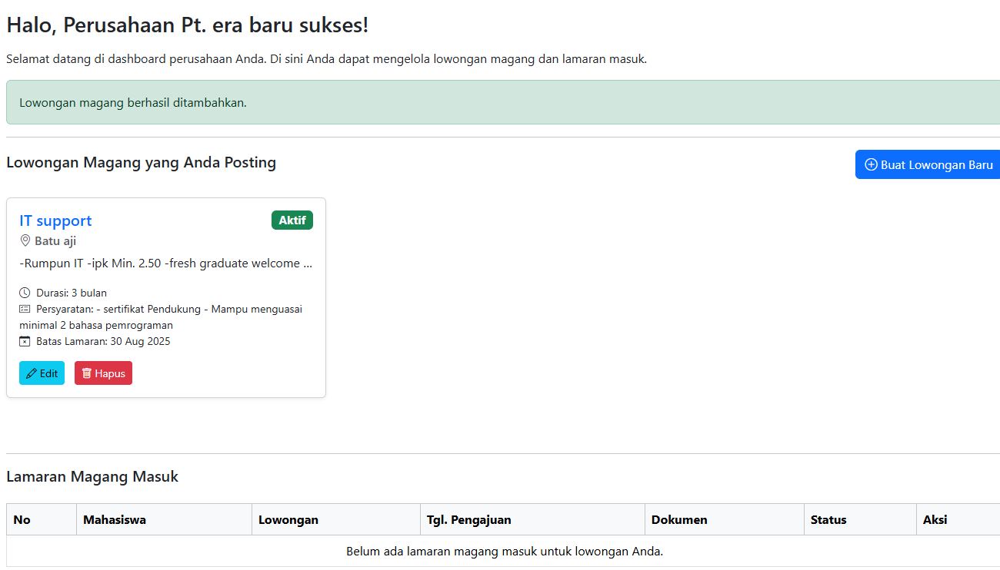 Halo, Perusahaan Pt. era baru sukses!
Selamat datang di dashboard perusahaan Anda. Di sini Anda dapat mengelola lowongan magang dan lamaran masuk.
Lowongan magang berhasil ditambahkan.
Lowongan Magang yang Anda Posting
Buat Lowongan Baru
IT support
Aktif
Batu aji
-Rumpun IT -ipk Min. 2.50 -fresh graduate welcome ...
Durasi: 3 bulan
Persyaratan: - sertifikat Pendukung - Mampu menguasai
minimal 2 bahasa pemrograman
Batas Lamaran: 30 Aug 2025
Edit
Hapus
Lamaran Magang Masuk
No Mahasiswa Lowongan Tgl. Pengajuan Dokumen Status Aksi
Belum ada lamaran magang masuk untuk lowongan Anda.